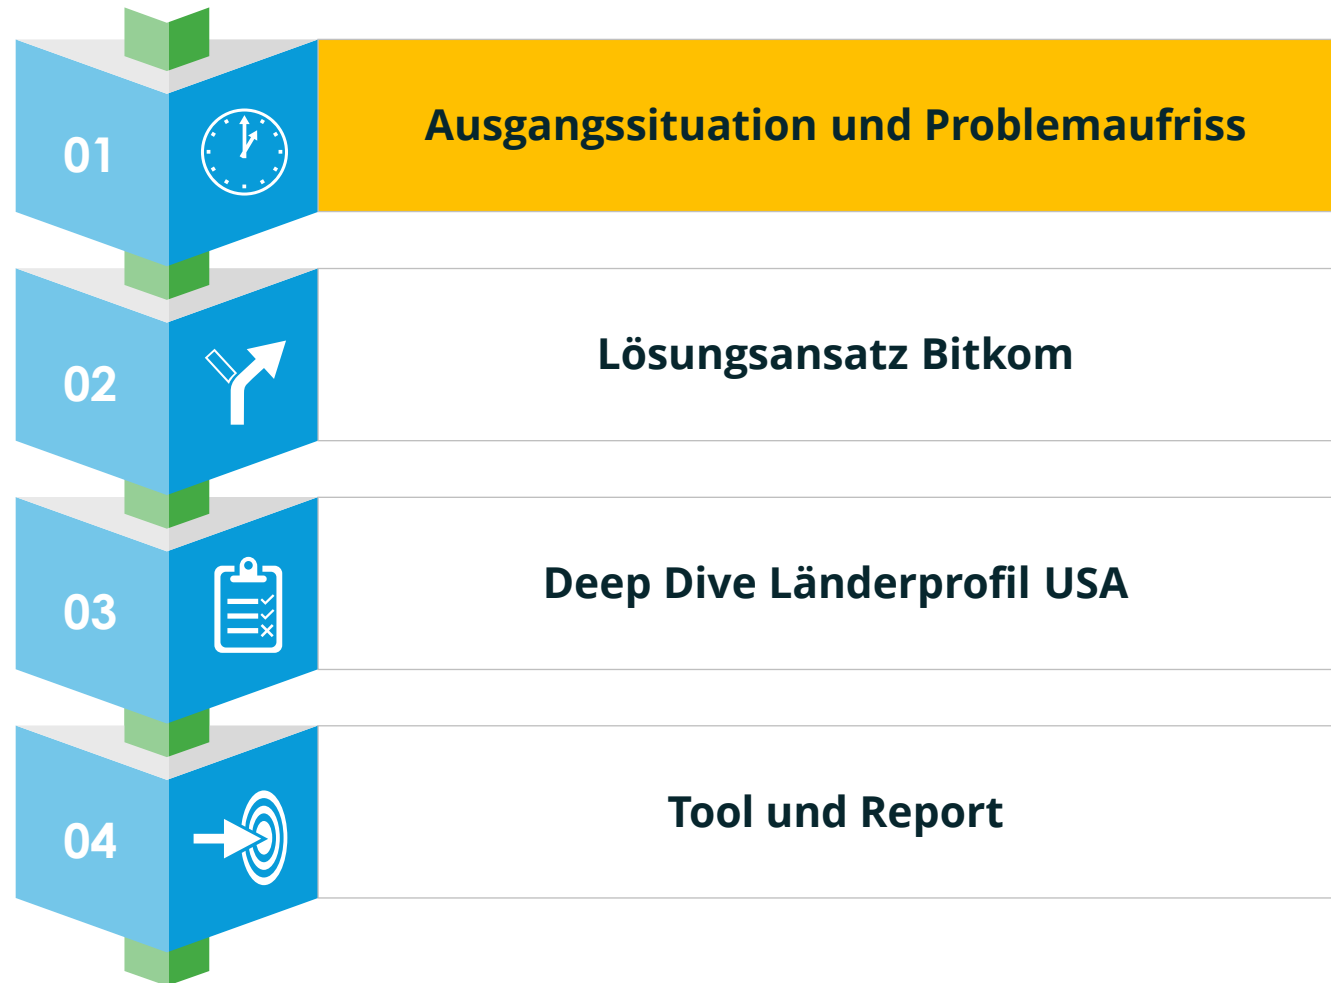 01
Ausgangssituation und Problemaufriss
02
Lösungsansatz Bitkom
03
Deep Dive Länderprofil USA
04
Tool und Report